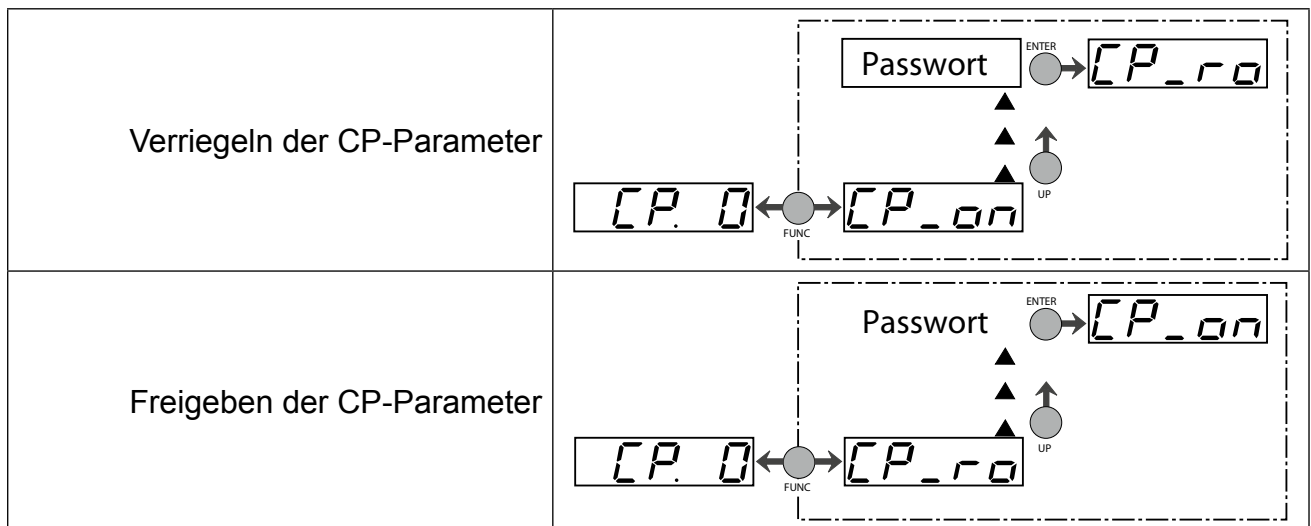 Passwort ENTER CP_ro
Verriegeln der CP-Parameter
UP
CP. 0 FUNC CP_on
Passwort ENTER CP_on
Freigeben der CP-Parameter
UP
CP. 0 FUNC CP_ro